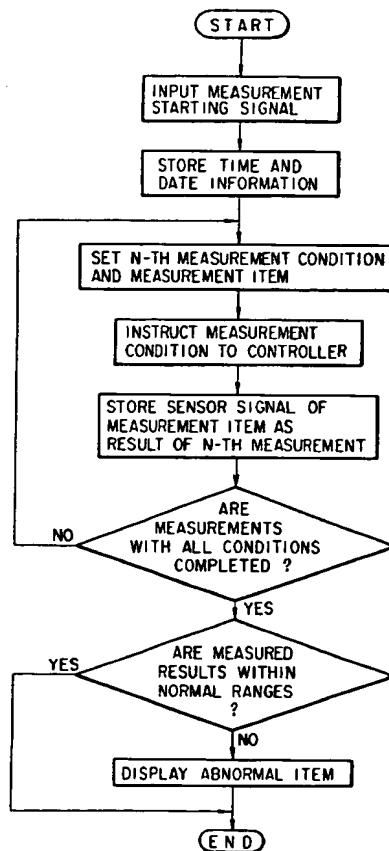 START
INPUT MEASUREMENT
STARTING SIGNAL
STORE TIME AND
DATE INFORMATION
SET N-TH MEASUREMENT CONDITION
AND MEASUREMENT ITEM
INSTRUCT MEASUREMENT
CONDITION TO CONTROLLER
STORE SENSOR SIGNAL OF
MEASUREMENT ITEM AS
RESULT OF N-TH MEASUREMENT
ARE
MEASUREMENTS
WITH ALL CONDITIONS
COMPLETED ?
NO
YES
ARE MEASURED
RESULTS WITHIN
NORMAL RANGES
?
YES
NO
DISPLAY ABNORMAL ITEM
END